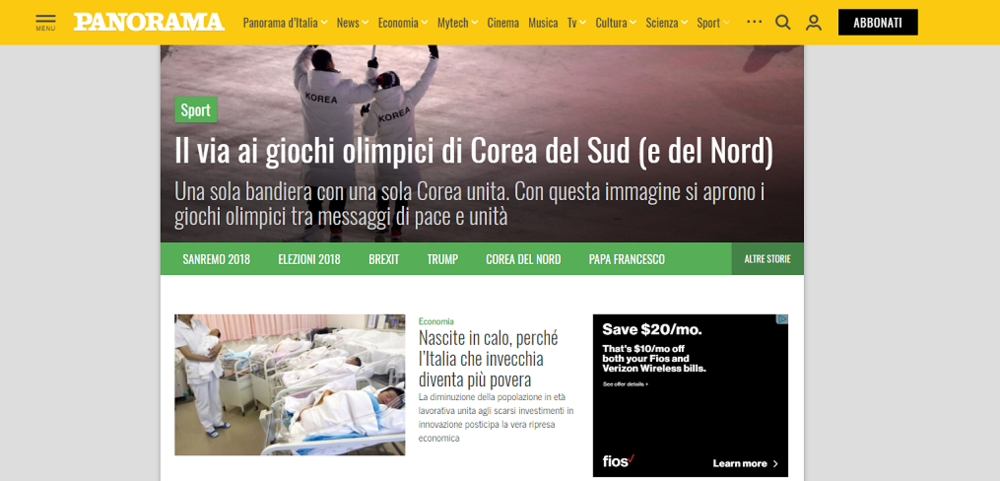 MENU
PANORAMA
Panorama d'Italia News Economia Mytech Cinema Musica Tv Cultura Scienza Sport ... ABBONATI
KOREA
KOREA
Sport
Il via ai giochi olimpici di Corea del Sud (e del Nord)
Una sola bandiera con una sola Corea unita. Con questa immagine si aprono i
giochi olimpici tra messaggi di pace e unità
SANREMO 2018 ELEZIONI 2018 BREXIT TRUMP COREA DEL NORD PAPA FRANCESCO ALTRE STORIE
Economia
Nascite in calo, perché
l'Italia che invecchia
diventa più povera
La diminuzione della popolazione in età
lavorativa unita agli scarsi investimenti in
innovazione posticipa la vera ripresa
economica
Save $20/mo.
That's $10/mo off
both your Fios and
Verizon Wireless bills.
See offer details ›
fios✓
Learn more >